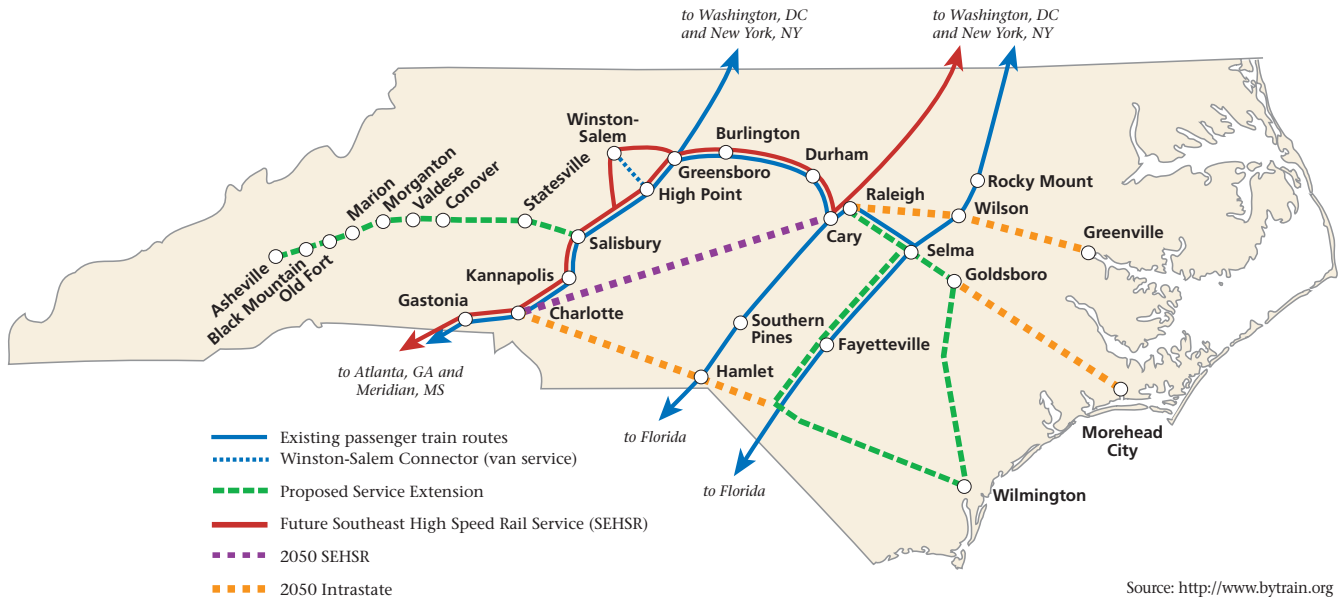 to Washington, DC
and New York, NY
to Washington, DC
and New York, NY
Winston-
Salem
Burlington
Durham
Greensboro
High Point
Statesville
Conover
Valdese
Morganton
Marion
Old Fort
Black Mountain
Asheville
Salisbury
Kannapolis
Gastonia
Charlotte
Raleigh
Cary
Rocky Mount
Wilson
Greenville
Selma
Goldsboro
Southern
Pines
Fayetteville
Hamlet
Morehead
City
Wilmington
to Atlanta, GA and
Meridian, MS
to Florida
to Florida
Existing passenger train routes
Winston-Salem Connector (van service)
Proposed Service Extension
Future Southeast High Speed Rail Service (SEHSR)
2050 SEHSR
2050 Intrastate
Source: http://www.bytrain.org